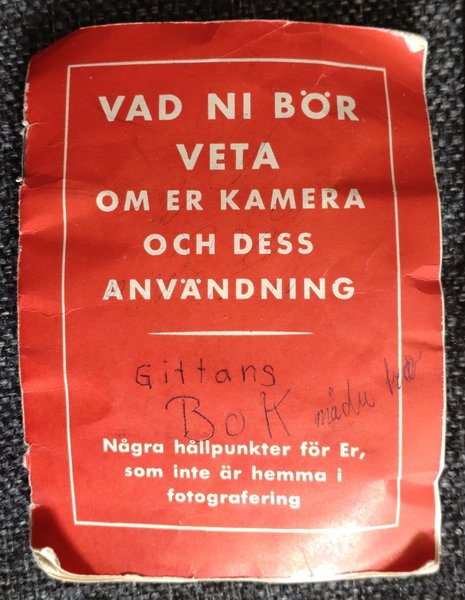 VAD NI BÖR
VETA
OM ER KAMERA
OCH DESS
ANVÄNDNING
Gittans
BoK
Några hållpunkter för Er,
som inte är hemma i
fotografering